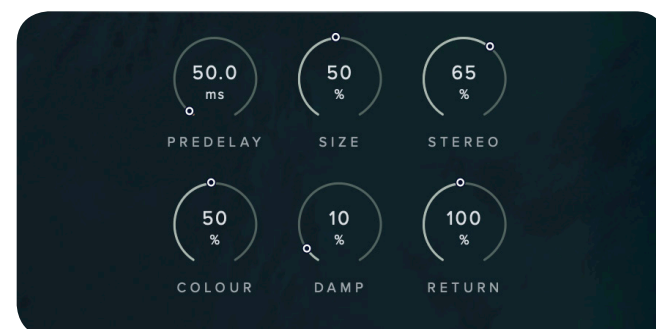 50.0
ms
PREDELAY
50
%
SIZE
65
%
STEREO
50
%
COLOUR
10
%
DAMP
100
%
RETURN